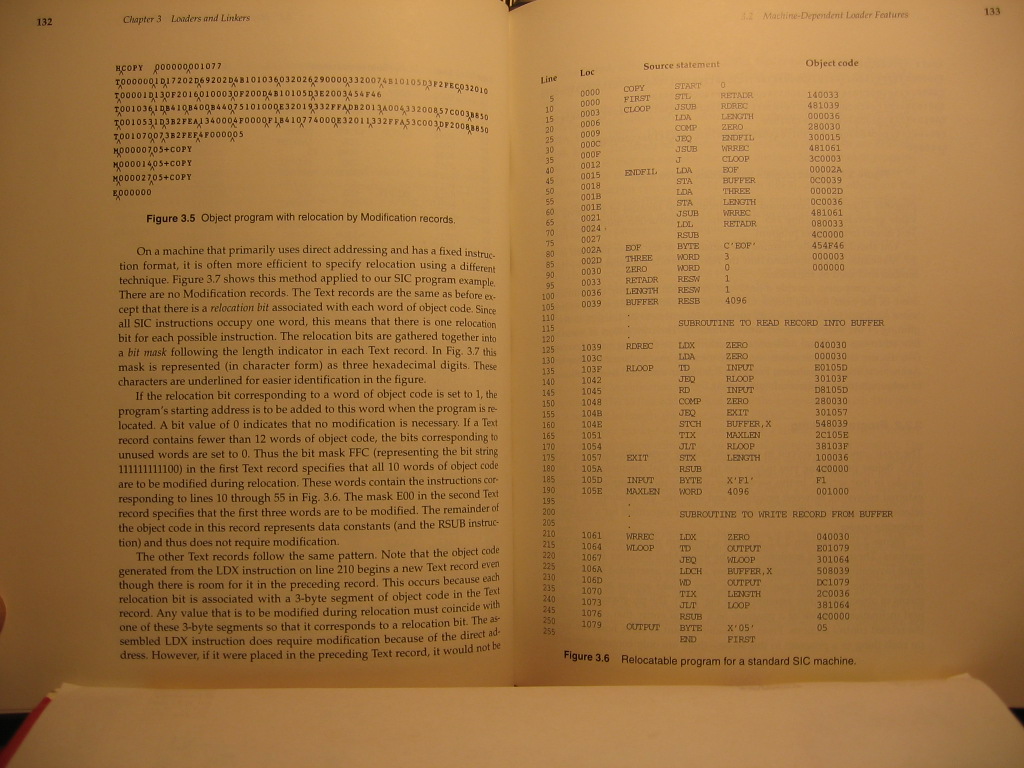 132
Chapter 3 Loaders and Linkers
HCOPY 000000001077
T0000001D17202D69202D4B1010360320262900003320074B10105D3F2FEC032010
T00001D130F20160100030F200D4B10105D3E2003454F46
T0010361DB410B400B44075101000E32019332FFADB2013A00433200857C003B850
T0010531D3B2FEA1340004F0000F1B410774000E32011332FFA53C003DF2008B850
T001070073B2FEF4F000005
M00000705+COPY
M00001405+COPY
M00002705+COPY
E000000
Figure 3.5 Object program with relocation by Modification records.
On a machine that primarily uses direct addressing and has a fixed instruc-
tion format, it is often more efficient to specify relocation using a different
technique. Figure 3.7 shows this method applied to our SIC program example.
There are no Modification records. The Text records are the same as before ex-
cept that there is a relocation bit associated with each word of object code. Since
all SIC instructions occupy one word, this means that there is one relocation
bit for each possible instruction. The relocation bits are gathered together into
a bit mask following the length indicator in each Text record. In Fig. 3.7 this
mask is represented (in character form) as three hexadecimal digits. These
characters are underlined for easier identification in the figure.
If the relocation bit corresponding to a word of object code is set to 1, the
program's starting address is to be added to this word when the program is re-
located. A bit value of 0 indicates that no modification is necessary. If a Text
record contains fewer than 12 words of object code, the bits corresponding to
unused words are set to 0. Thus the bit mask FFC (representing the bit string
111111111100) in the first Text record specifies that all 10 words of object code
are to be modified during relocation. These words contain the instructions cor-
responding to lines 10 through 55 in Fig. 3.6. The mask E00 in the second Text
record specifies that the first three words are to be modified. The remainder of
the object code in this record represents data constants (and the RSUB instruc-
tion) and thus does not require modification.
The other Text records follow the same pattern. Note that the object code
generated from the LDX instruction on line 210 begins a new Text record even
though there is room for it in the preceding record. This occurs because each
relocation bit is associated with a 3-byte segment of object code in the Text
record. Any value that is to be modified during relocation must coincide with
one of these 3-byte segments so that it corresponds to a relocation bit. The as-
sembled LDX instruction does require modification because of the direct ad-
dress. However, if it were placed in the preceding Text record, it would not be
3.2 Machine-Dependent Loader Features
133
Line Loc Source statement Object code
5 0000 COPY START 0
10 0000 FIRST STL RETADR 140033
15 0003 CLOOP JSUB RDREC 481039
20 0006 LDA LENGTH 000036
25 0009 COMP ZERO 280030
30 000C JEQ ENDFIL 300015
35 000F JSUB WRREC 481061
40 0012 J CLOOP 3C0003
45 0015 ENDFIL LDA EOF 00002A
50 0018 STA BUFFER 0C0039
55 001B LDA THREE 00002D
60 001E STA LENGTH 0C0036
65 0021 JSUB WRREC 481061
70 0024 LDL RETADR 080033
75 0027 RSUB 4C0000
80 002A EOF BYTE C'EOF' 454F46
85 002D THREE WORD 3 000003
90 0030 ZERO WORD 0 000000
95 0033 RETADR RESW 1
100 0036 LENGTH RESW 1
105 0039 BUFFER RESB 4096
110 .
115 . SUBROUTINE TO READ RECORD INTO BUFFER
120 .
125 1039 RDREC LDX ZERO 040030
130 103C LDA ZERO 000030
135 103F RLOOP TD INPUT E0105D
140 1042 JEQ RLOOP 30103F
145 1045 RD INPUT D8105D
150 1048 COMP ZERO 280030
155 104B JEQ EXIT 301057
160 104E STCH BUFFER,X 548039
165 1051 TIX MAXLEN 2C105E
170 1054 JLT RLOOP 38103F
175 1057 EXIT STX LENGTH 100036
180 105A RSUB 4C0000
185 105D INPUT BYTE X'F1' F1
190 105E MAXLEN WORD 4096 001000
195 .
200 . SUBROUTINE TO WRITE RECORD FROM BUFFER
205 .
210 1061 WRREC LDX ZERO 040030
215 1064 WLOOP TD OUTPUT E01079
220 1067 JEQ WLOOP 301064
225 106A LDCH BUFFER,X 508039
230 106D WD OUTPUT DC1079
235 1070 TIX LENGTH 2C0036
240 1073 JLT LOOP 381064
245 1076 RSUB 4C0000
250 1079 OUTPUT BYTE X'05' 05
255 END FIRST
Figure 3.6 Relocatable program for a standard SIC machine.